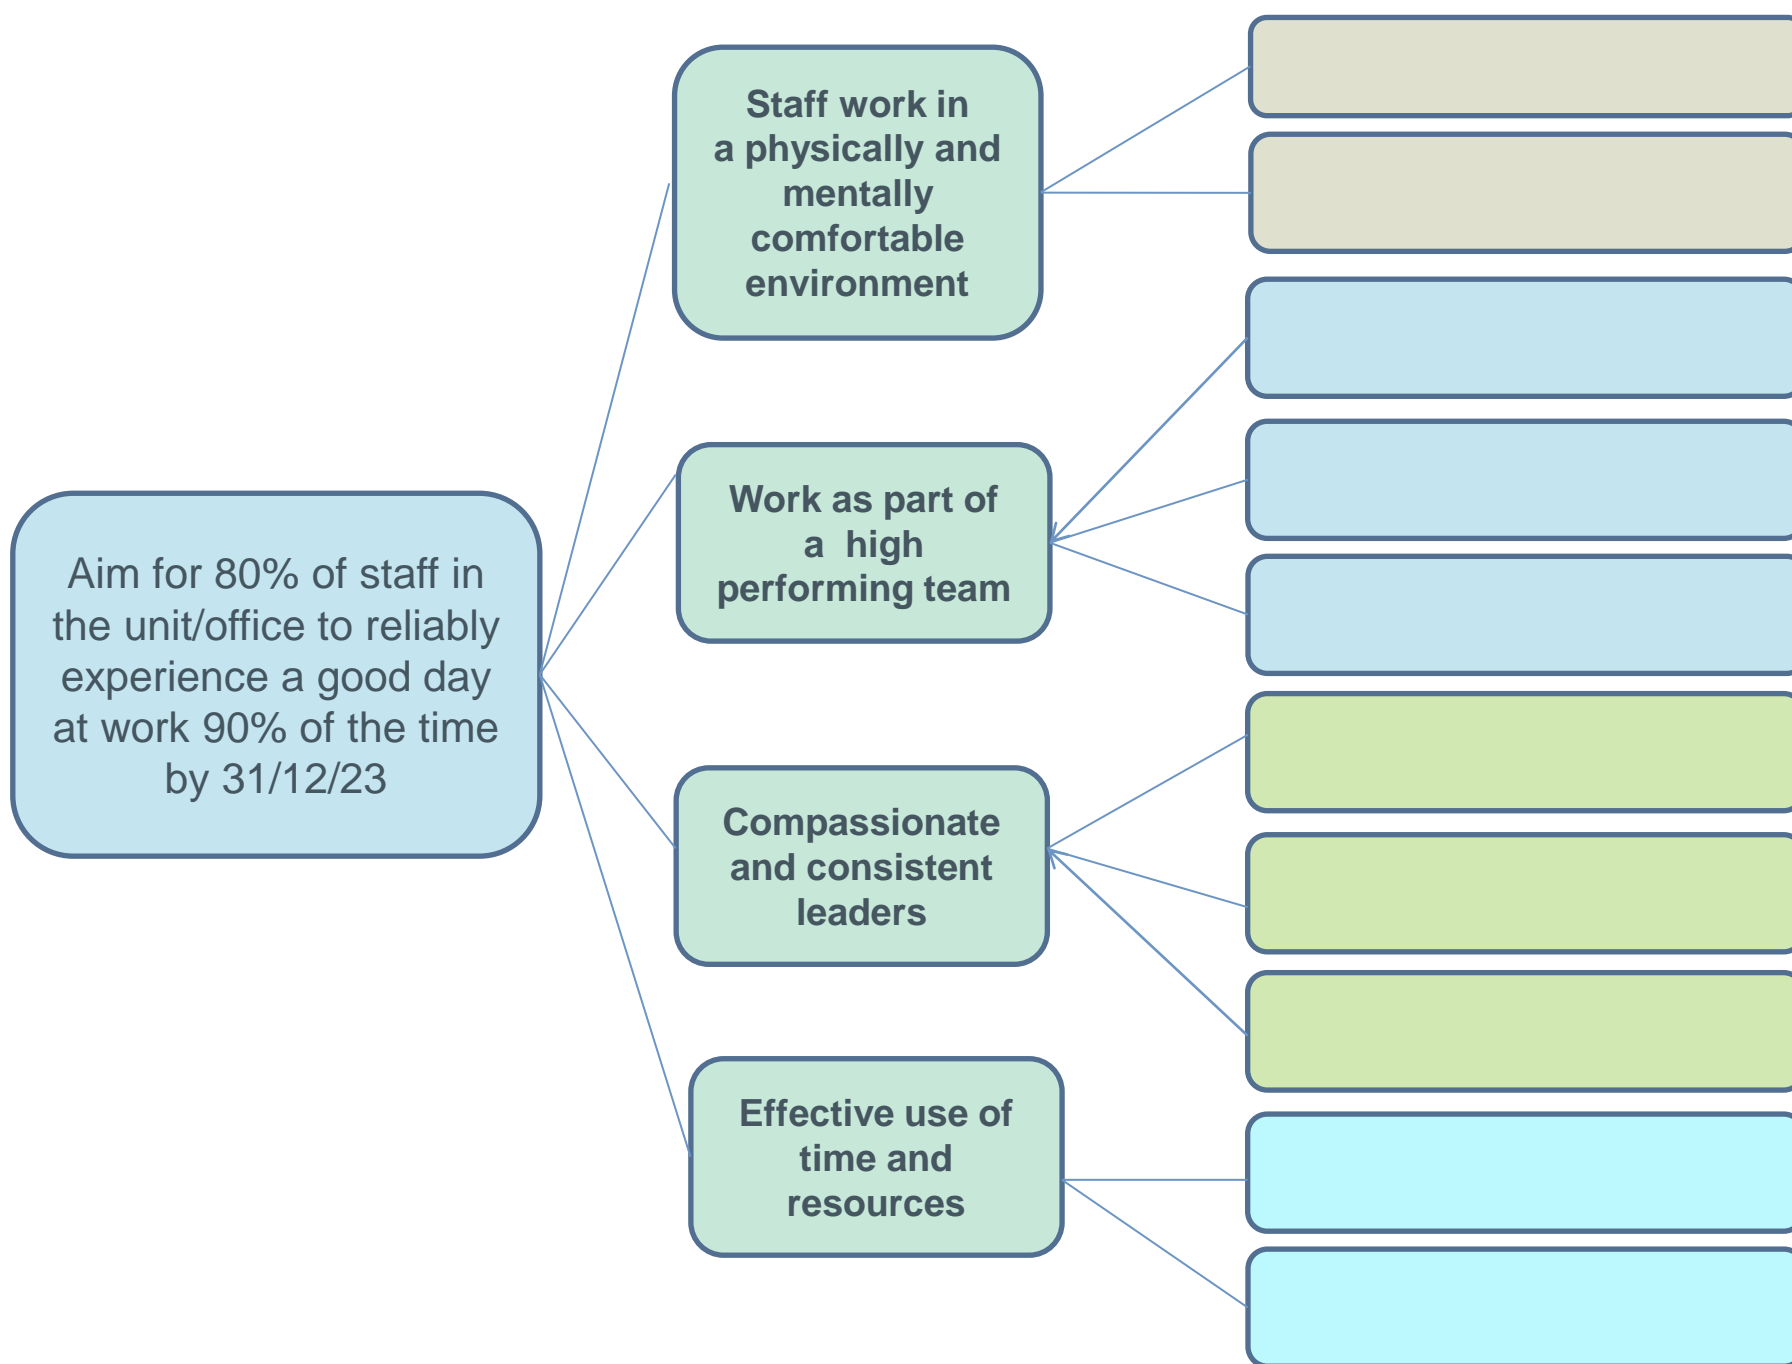 Staff work in
a physically and
mentally
comfortable
environment
Work as part of
a  high
performing team
Aim for 80% of staff in
the unit/office to reliably
experience a good day
at work 90% of the time
by 31/12/23
Compassionate
and consistent
leaders
Effective use of
time and
resources